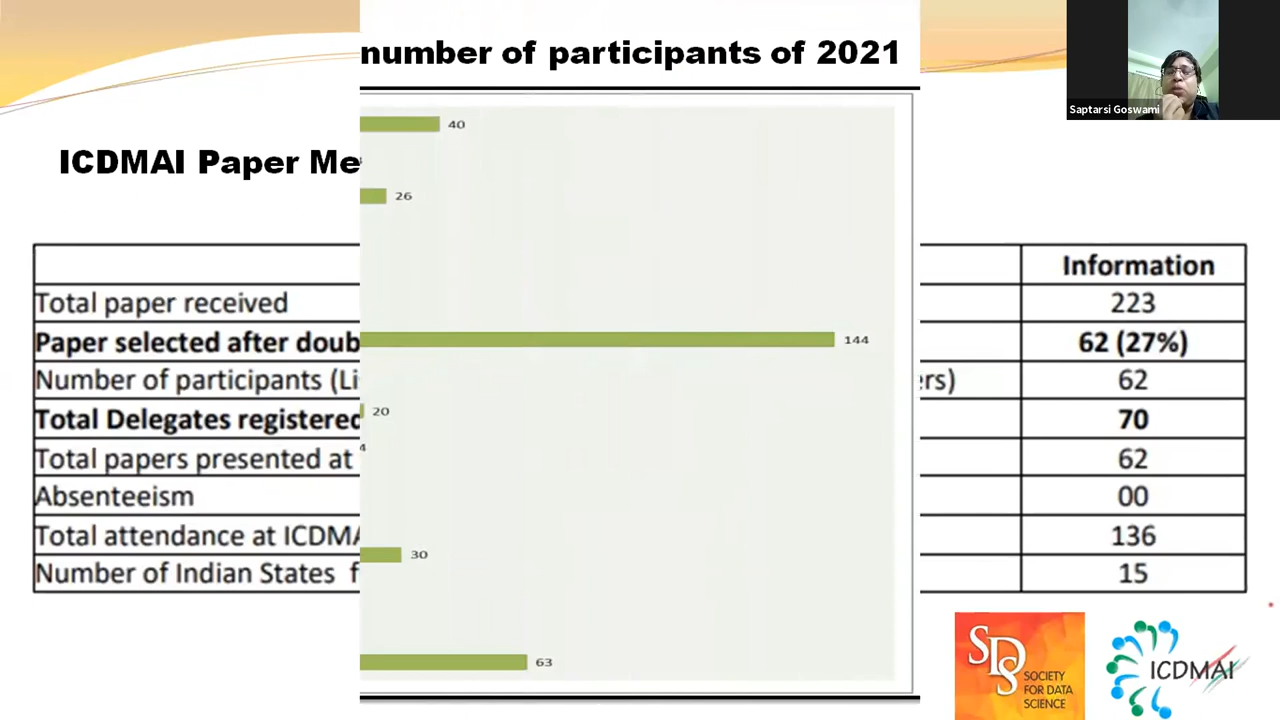 number of participants of 2021
Saptarsi Goswami
40
ICDMAI Paper Me
26
Information
Total paper received
223
Paper selected after doub
144
62 (27%)
Number of participants (Li
rs)
62
Total Delegates registered
20
70
4
Total papers presented at
62
Absenteeism
00
Total attendance at ICDMA
30
136
Number of Indian States f
15
63
SDS
SOCIETY
FOR DATA
SCIENCE
ICDMAI